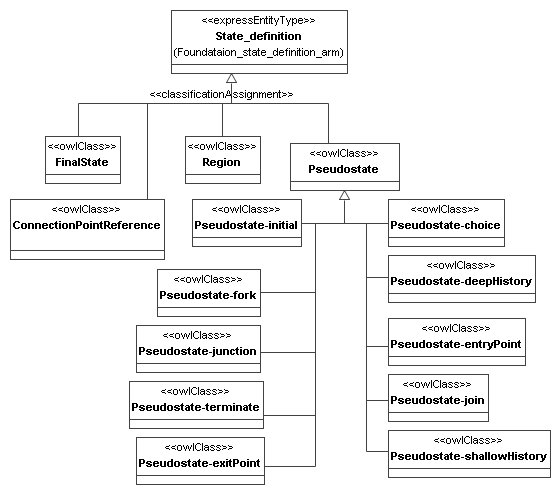 <<expressEntityType>>
State_definition
(Foundataion_state_definition_arm)
<<classificationAssignment>>
<<owlClass>>
FinalState
<<owlClass>>
Region
<<owlClass>>
Pseudostate
<<owlClass>>
ConnectionPointReference
<<owlClass>>
Pseudostate-initial
<<owlClass>>
Pseudostate-choice
<<owlClass>>
Pseudostate-deepHistory
<<owlClass>>
Pseudostate-fork
<<owlClass>>
Pseudostate-entryPoint
<<owlClass>>
Pseudostate-junction
<<owlClass>>
Pseudostate-join
<<owlClass>>
Pseudostate-terminate
<<owlClass>>
Pseudostate-shallowHistory
<<owlClass>>
Pseudostate-exitPoint